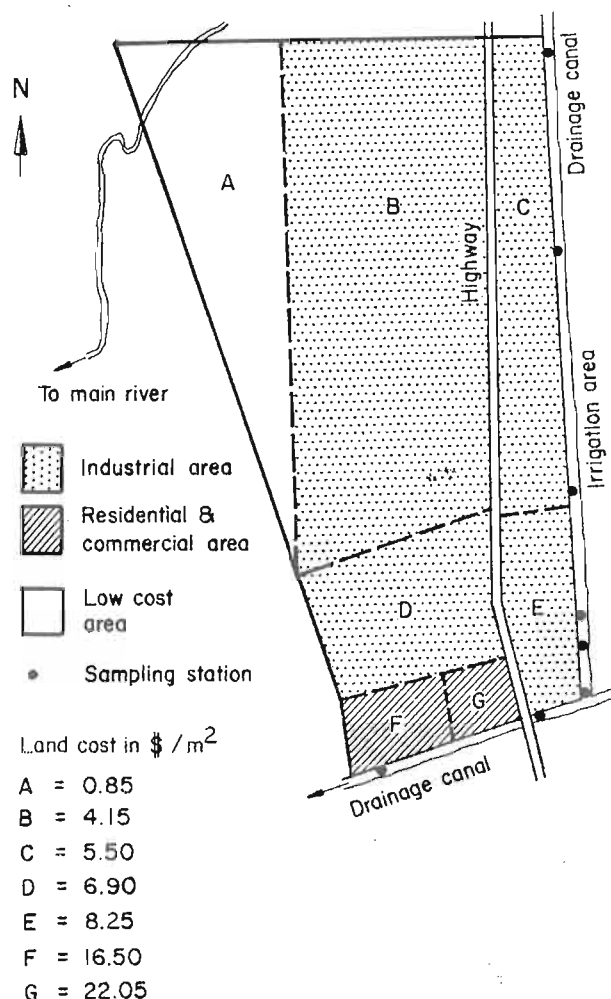 N
A
B
C
Highway
Drainage canal
Irrigation area
To main river
Industrial area
Residential &
commercial area
Low cost
area
Sampling station
D
E
F
G
Drainage canal
Land cost in $ /m²
A = 0.85
B = 4.15
C = 5.50
D = 6.90
E = 8.25
F = 16.50
G = 22.05